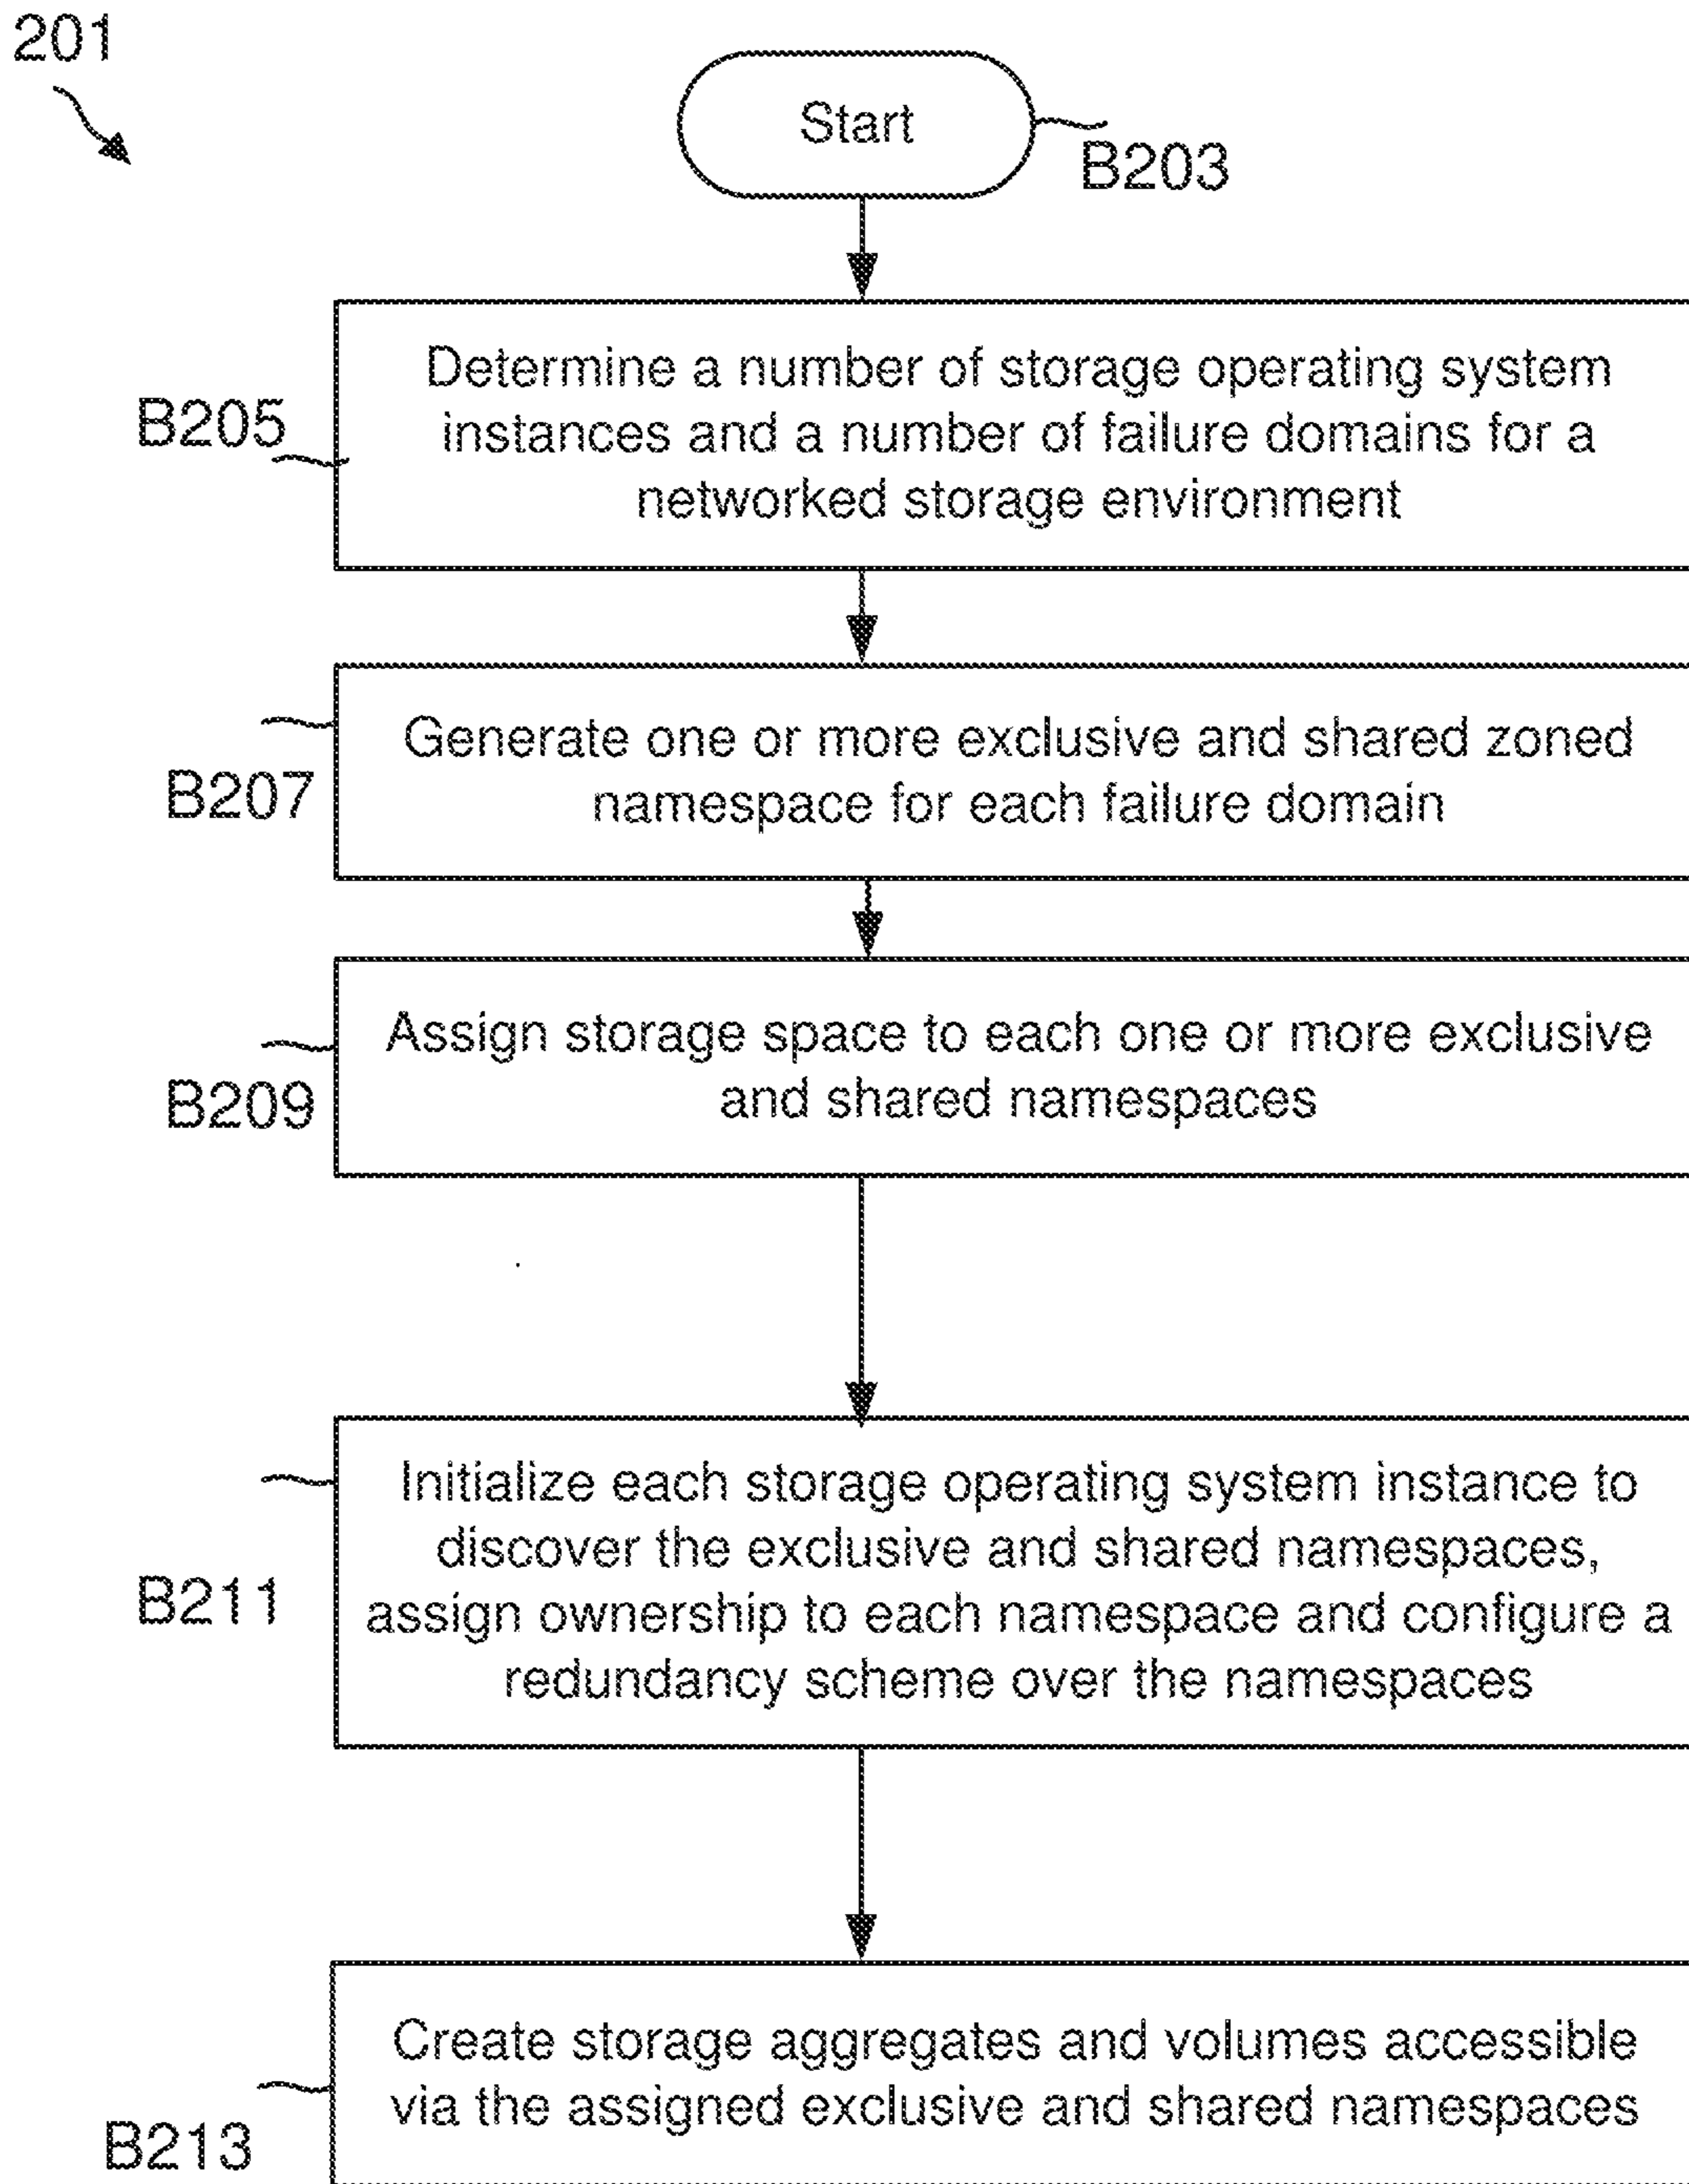 201
Start
B203
Determine a number of storage operating system
instances and a number of failure domains for a
networked storage environment
B205
Generate one or more exclusive and shared zoned
namespace for each failure domain
B207
Assign storage space to each one or more exclusive
and shared namespaces
B209
Initialize each storage operating system instance to
discover the exclusive and shared namespaces,
assign ownership to each namespace and configure a
redundancy scheme over the namespaces
B211
Create storage aggregates and volumes accessible
via the assigned exclusive and shared namespaces
B213